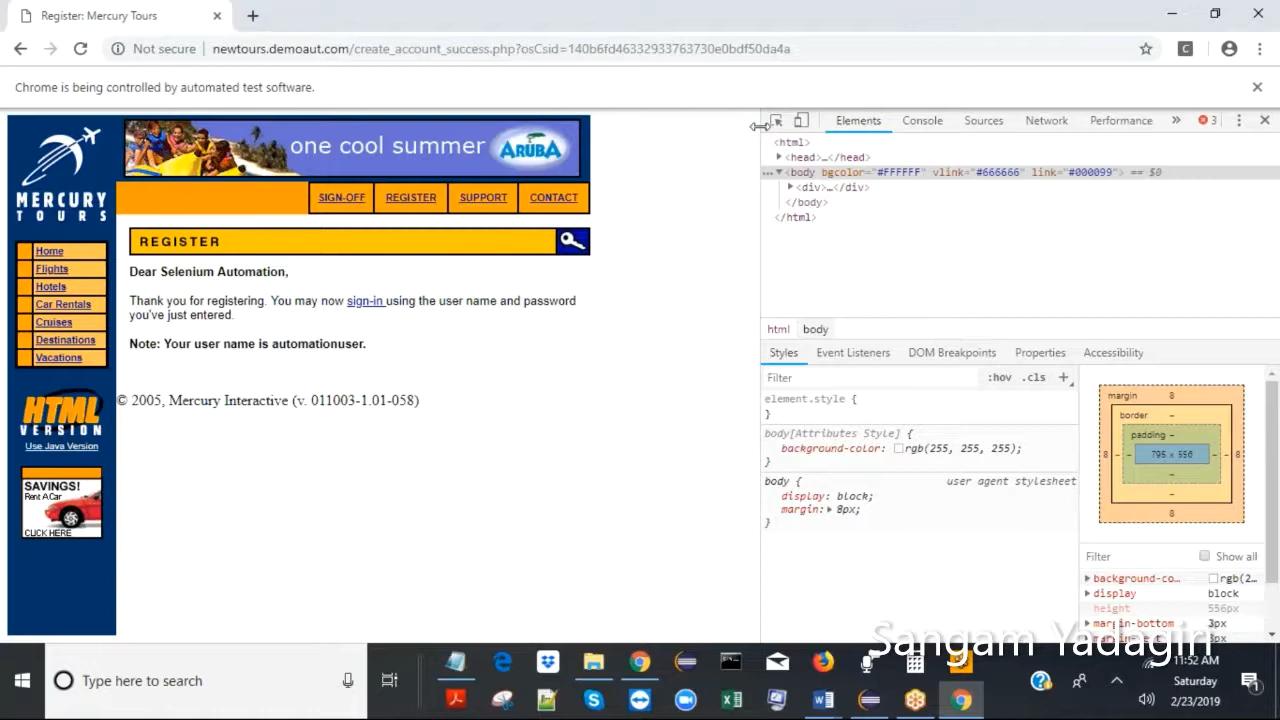 Register: Mercury Tours
Not secure
newtours.demoaut.com/create_account_success.php?osCsid=140b6fd46332933763730e0bdf50da4a
Chrome is being controlled by automated test software.
MERCURY
TOURS
one cool summer
ARUBA
SIGN-OFF
REGISTER
SUPPORT
CONTACT
REGISTER
Dear Selenium Automation,
Thank you for registering. You may now sign-in using the user name and password
you've just entered.
Note: Your user name is automationuser.
© 2005, Mercury Interactive (v. 011003-1.01-058)
Home
Flights
Hotels
Car Rentals
Cruises
Destinations
Vacations
HTML
VERSION
Use Java Version
SAVINGS!
Rent A Car
CLICK HERE
Elements
Console
Sources
Network
Performance
»
3
<html>
<head>…</head>
<body bgcolor="#FFFFFF" vlink="#666666" link="#000099"> == $0
<div>…</div>
</body>
</html>
html
body
Styles
Event Listeners
DOM Breakpoints
Properties
Accessibility
Filter
:hov
.cls
+
element.style {
}
body[Attributes Style] {
background-color: rgb(255, 255, 255);
}
body {
user agent stylesheet
display: block;
margin: 8px;
}
margin
8
border
–
padding
–
8
–
–
795 x 556
–
–
8
–
–
8
Filter
Show all
background-co…
rgb(2…
display
block
height
556px
margin-bottom
Sangam Yadagiri
Type here to search
11:52 AM
Saturday
2/23/2019
1